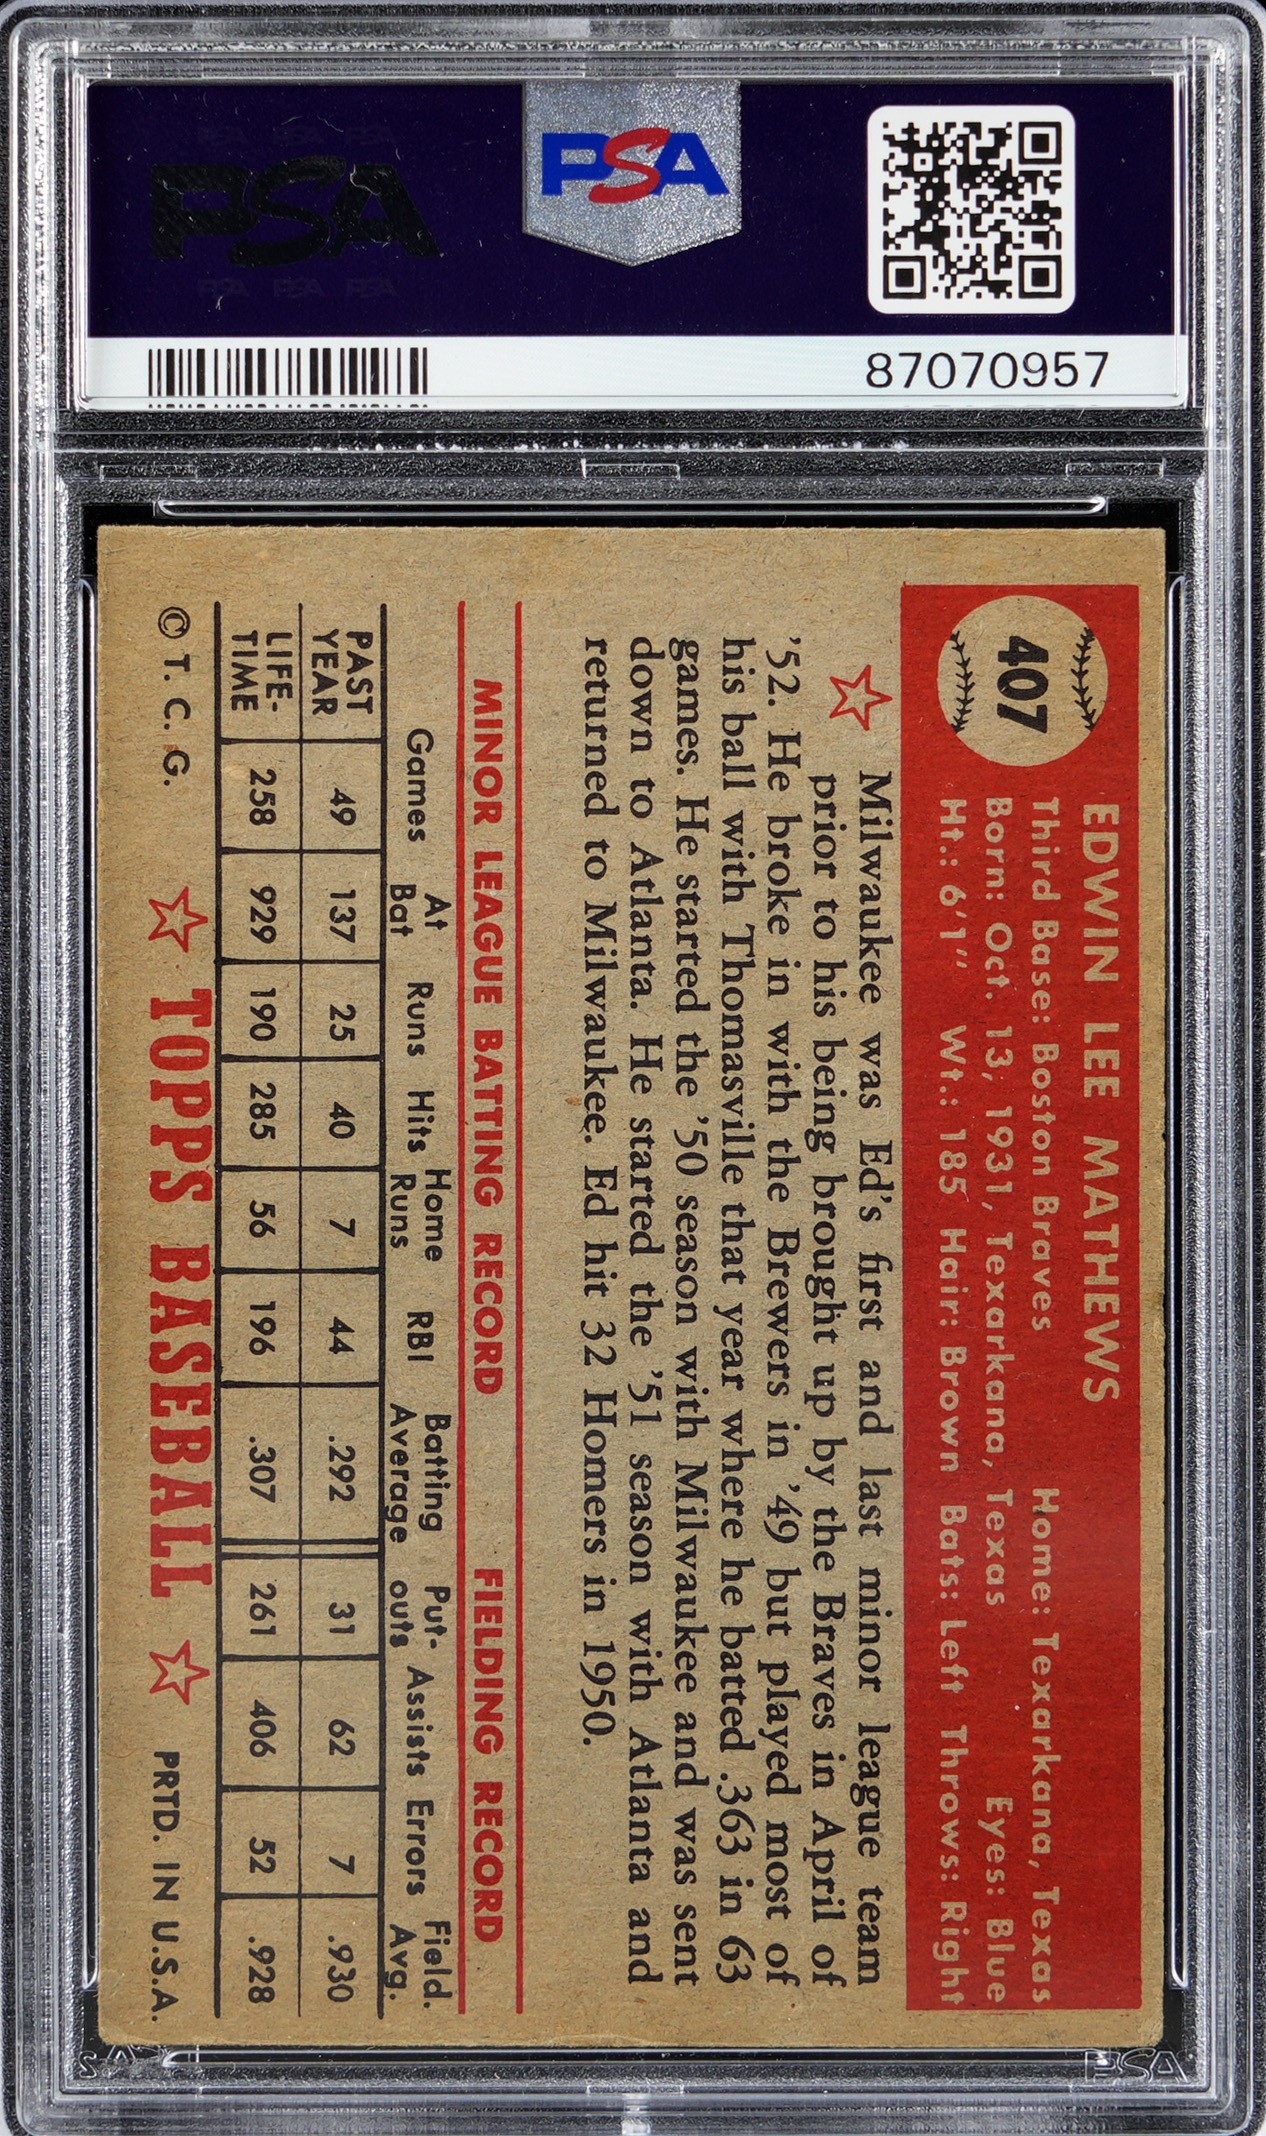 PSA
PSA
87070957
407
EDWIN LEE MATHEWS
Third Base: Boston Braves Home: Texarkana, Texas
Born: Oct. 13, 1931, Texarkana, Texas Eyes: Blue
Ht.: 6'1" Wt.: 185 Hair: Brown Bats: Left Throws: Right
Milwaukee was Ed's first and last minor league team
prior to his being brought up by the Braves in April of
'52. He broke in with the Brewers in '49 but played most of
his ball with Thomasville that year where he batted .363 in 63
games. He started the '50 season with Milwaukee and was sent
down to Atlanta. He started the '51 season with Atlanta and
returned to Milwaukee. Ed hit 32 Homers in 1950.
MINOR LEAGUE BATTING RECORD FIELDING RECORD
Games At Bat Runs Hits Home Runs RBI Batting Average Put-outs Assists Errors Field. Avg.
PAST YEAR 49 137 25 40 7 44 .292 31 62 7 .930
LIFE-TIME 258 929 190 285 56 196 .307 261 406 52 .928
© T. C. G. TOPPS BASEBALL PRTD. IN U.S.A.
PSA